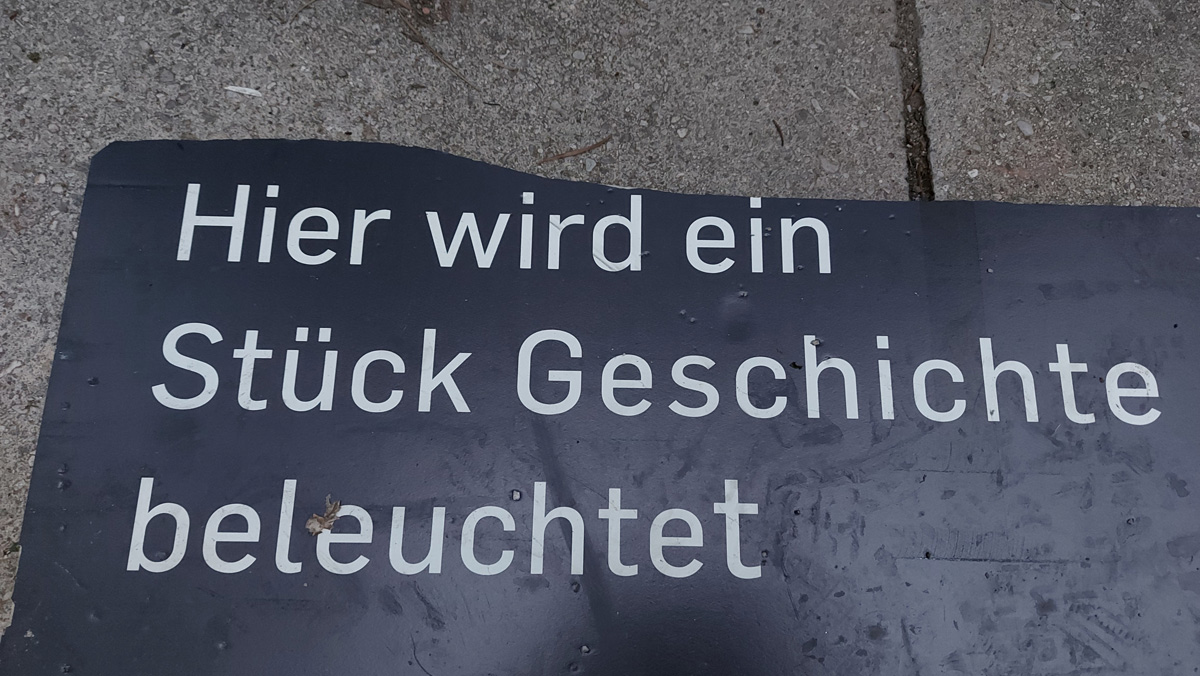 Hier wird ein
Stück Geschichte
beleuchtet